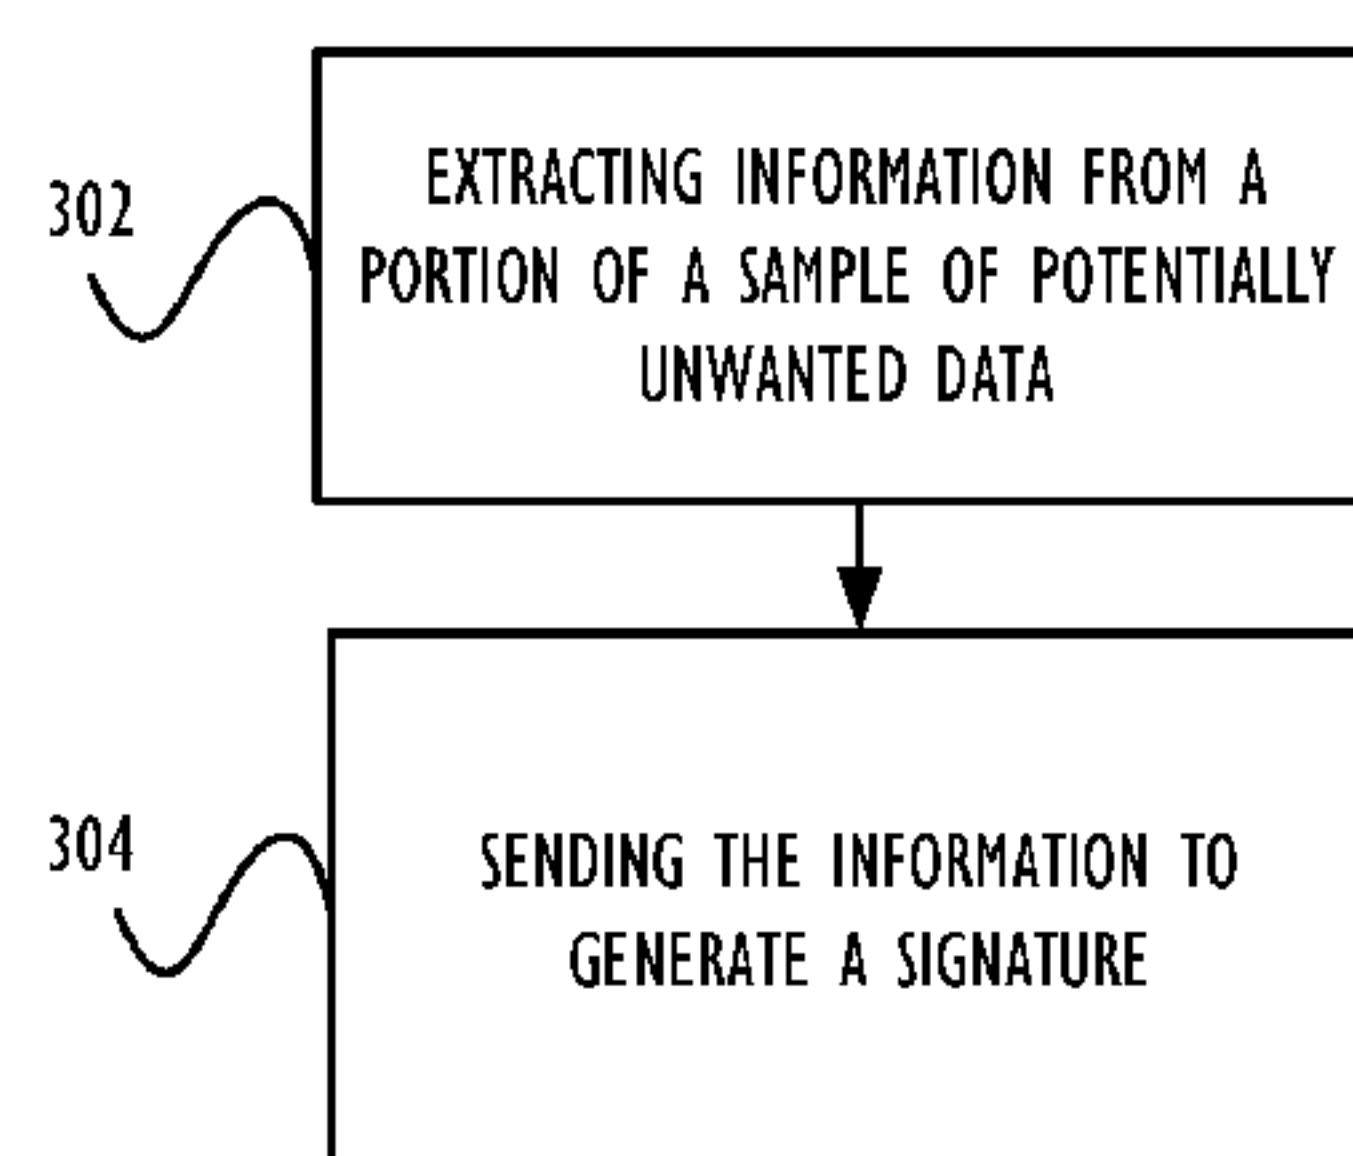 302
EXTRACTING INFORMATION FROM A
PORTION OF A SAMPLE OF POTENTIALLY
UNWANTED DATA
304
SENDING THE INFORMATION TO
GENERATE A SIGNATURE